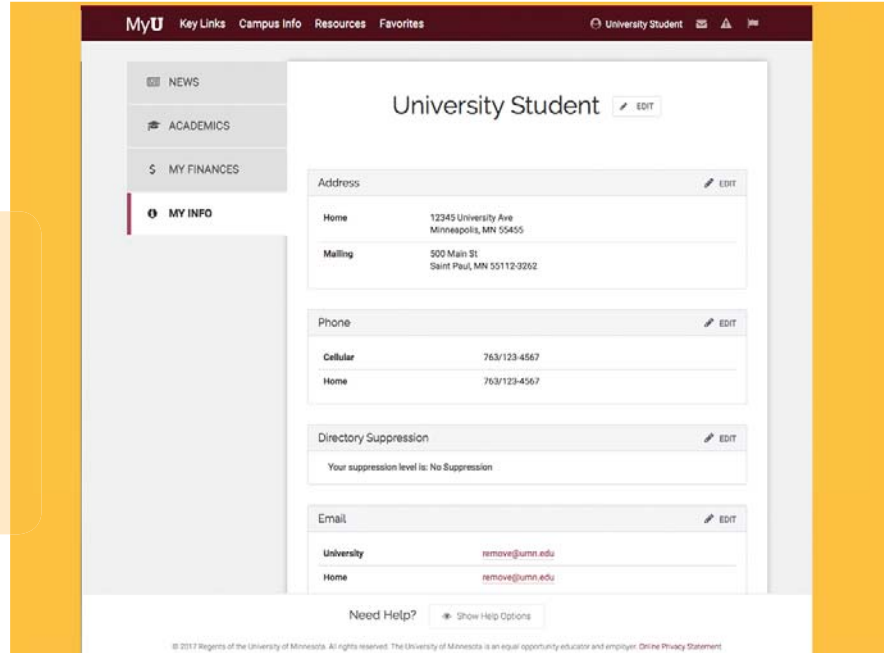 MyU Key Links Campus Info Resources Favorites University Student
NEWS
ACADEMICS
$ MY FINANCES
MY INFO
University Student EDIT
Address EDIT
Home 12345 University Ave
Minneapolis, MN 55455
Mailing 500 Main St
Saint Paul, MN 55112-3262
Phone EDIT
Cellular 763/123-4567
Home 763/123-4567
Directory Suppression EDIT
Your suppression level is: No Suppression
Email EDIT
University remove@umn.edu
Home remove@umn.edu
Need Help? Show Help Options
© 2017 Regents of the University of Minnesota. All rights reserved. The University of Minnesota is an equal opportunity educator and employer. Online Privacy Statement